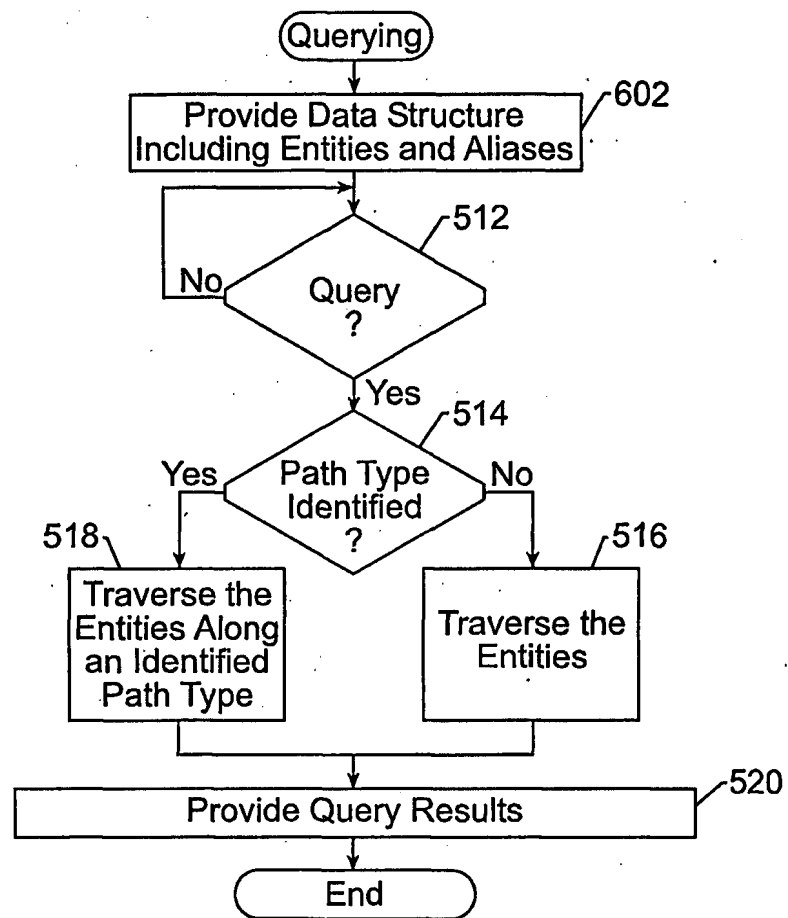 Querying
602
Provide Data Structure
Including Entities and Aliases
512
No
Query
?
Yes
514
Yes
Path Type
Identified
?
No
518
Traverse the
Entities Along
an Identified
Path Type
516
Traverse the
Entities
520
Provide Query Results
End